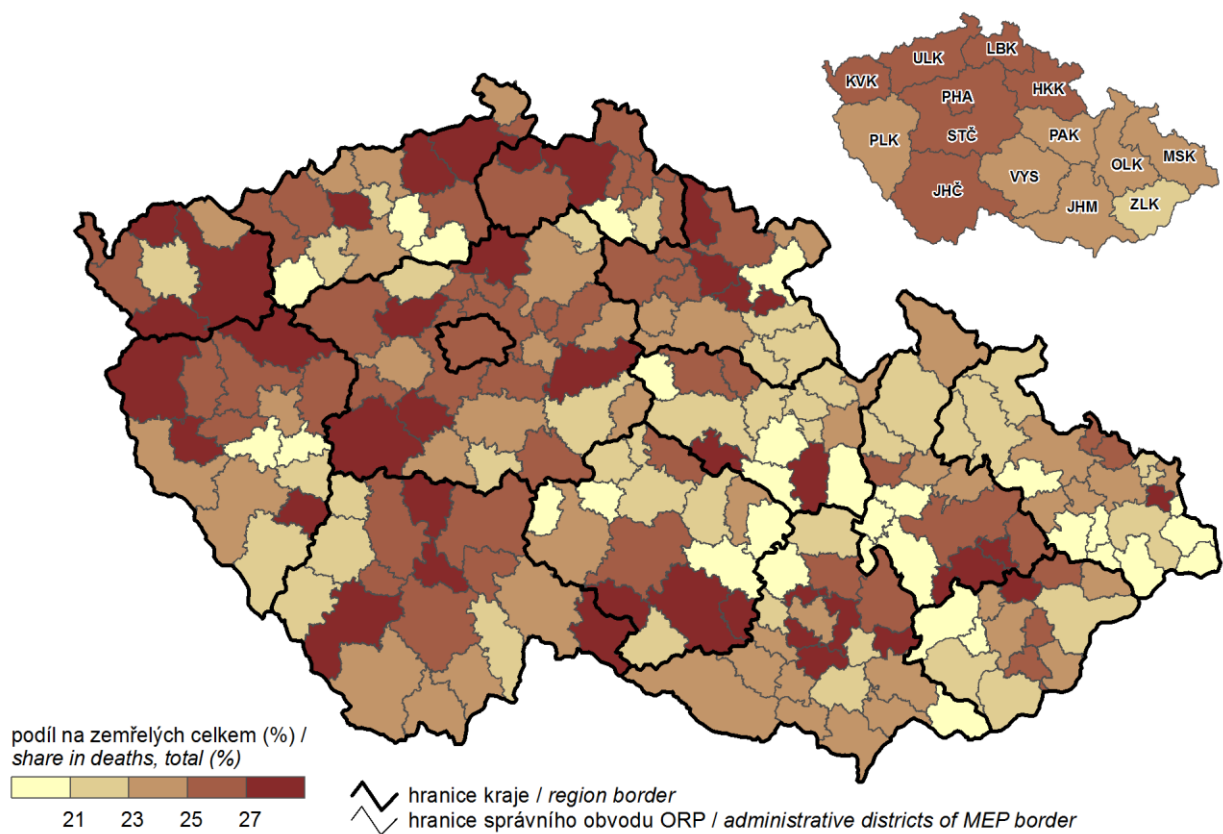 ULK
LBK
KVK
PHA
HKK
STČ
PLK
PAK
OLK
MSK
VYS
JHČ
JHM
ZLK
podíl na zemřelých celkem (%) /
share in deaths, total (%)
21 23 25 27
hranice kraje / region border
hranice správního obvodu ORP / administrative districts of MEP border